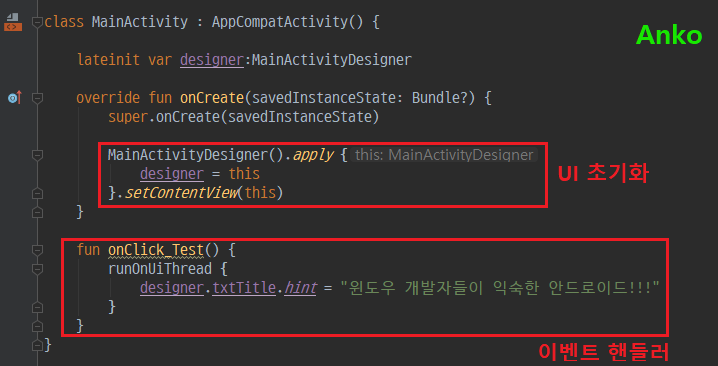 class MainActivity : AppCompatActivity() {
Anko
lateinit var designer:MainActivityDesigner
override fun onCreate(savedInstanceState: Bundle?) {
super.onCreate(savedInstanceState)
MainActivityDesigner().apply { this: MainActivityDesigner
designer = this
UI 초기화
}.setContentView(this)
}
fun onClick_Test() {
runOnUiThread {
designer.txtTitle.hint = "윈도우 개발자들이 익숙한 안드로이드!!!"
}
}
}
이벤트 핸들러